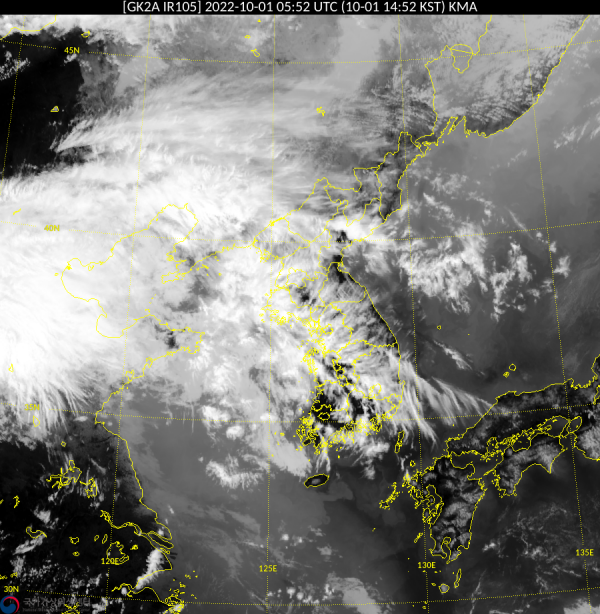 [GK2A IR105] 2022-10-01 05:52 UTC (10-01 14:52 KST) KMA
45N
40N
35N
120E
125E
130E
135E
30N